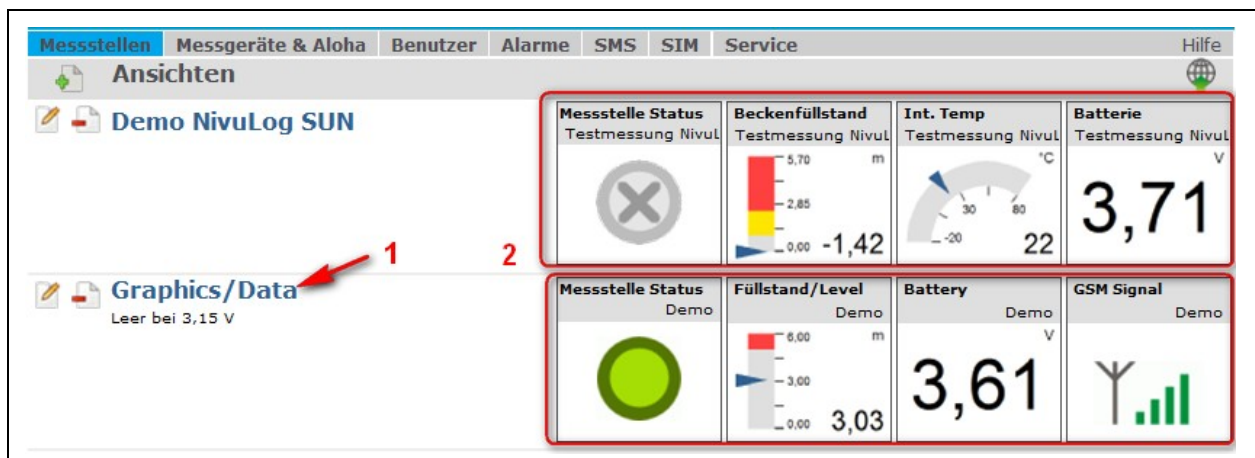 Messstellen Messgeräte & Aloha Benutzer Alarme SMS SIM Service Hilfe
Ansichten
Demo NivuLog SUN
Messstelle Status
Testmessung NivuL
Beckenfüllstand
Testmessung NivuL
5,70 m
2,85
0,00 -1,42
Int. Temp
Testmessung NivuL
°C
30 80
-20 22
Batterie
Testmessung NivuL
V
3,71
1
2
Graphics/Data
Leer bei 3,15 V
Messstelle Status
Demo
Füllstand/Level
Demo
6,00 m
3,00
0,00 3,03
Battery
Demo
V
3,61
GSM Signal
Demo